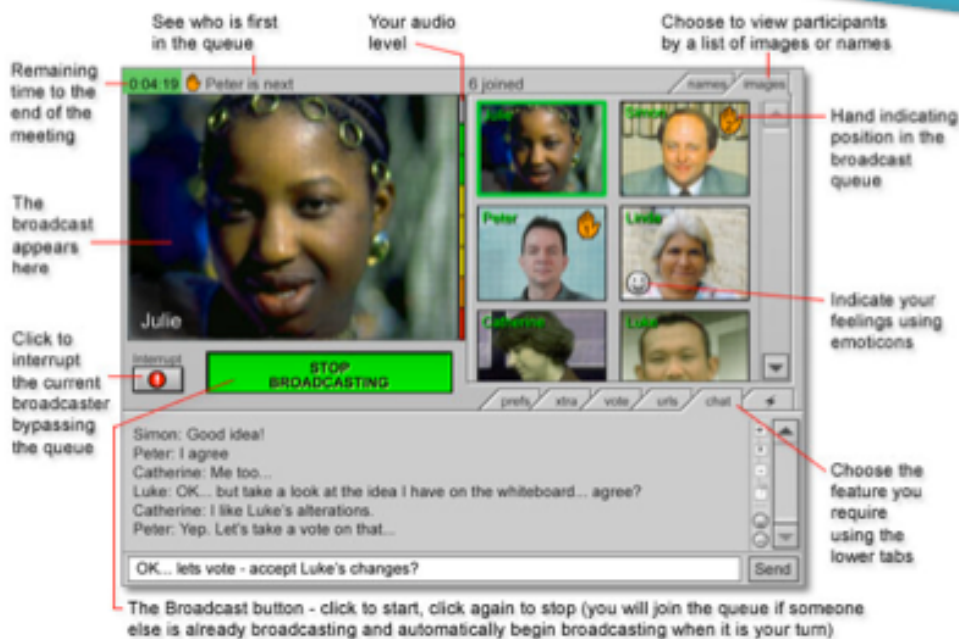 See who is first
in the queue
Your audio
level
Choose to view participants
by a list of images or names
Remaining
time to the
end of the
meeting
0:04:19 Peter is next
6 joined
names images
Julie
Simon
Hand indicating
position in the
broadcast
queue
The
broadcast
appears
here
Peter
Linda
Julie
Indicate your
feelings using
emoticons
Catherine
Luke
Click to
interrupt
the current
broadcaster
bypassing
the queue
Interrupt
STOP
BROADCASTING
prefs xtra vote urls chat
Simon: Good idea!
Peter: I agree
Catherine: Me too...
Luke: OK... but take a look at the idea I have on the whiteboard... agree?
Catherine: I like Luke's alterations.
Peter: Yep. Let's take a vote on that...
Choose the
feature you
require
using the
lower tabs
OK... lets vote - accept Luke's changes?
Send
The Broadcast button - click to start, click again to stop (you will join the queue if someone
else is already broadcasting and automatically begin broadcasting when it is your turn)